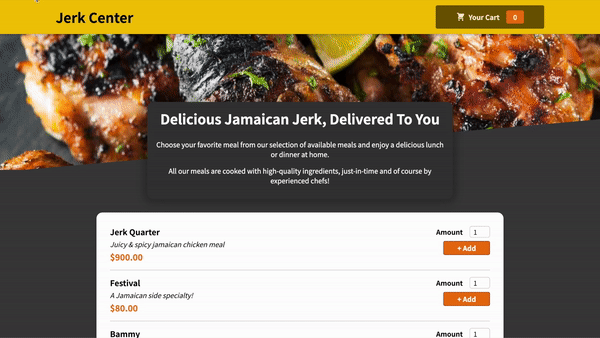 Jerk Center
Your Cart 0
Delicious Jamaican Jerk, Delivered To You
Choose your favorite meal from our selection of available meals and enjoy a delicious lunch
or dinner at home.
All our meals are cooked with high-quality ingredients, just-in-time and of course by
experienced chefs!
Jerk Quarter
Amount 1
Juicy & spicy jamaican chicken meal
+ Add
$900.00
Festival
Amount 1
A Jamaican side specialty!
+ Add
$80.00
Bammy
Amount 1